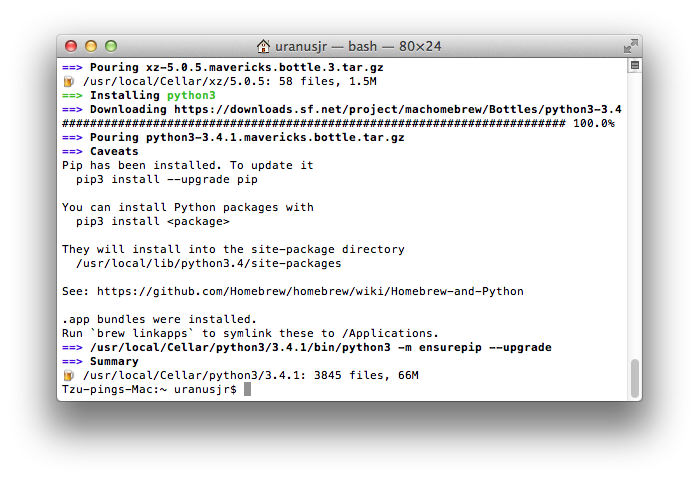 uranusjr — bash — 80×24
==> Pouring xz-5.0.5.mavericks.bottle.3.tar.gz
🍺 /usr/local/Cellar/xz/5.0.5: 58 files, 1.5M
==> Installing python3
==> Downloading https://downloads.sf.net/project/machomebrew/Bottles/python3-3.4
######################################################################## 100.0%
==> Pouring python3-3.4.1.mavericks.bottle.tar.gz
==> Caveats
Pip has been installed. To update it
  pip3 install --upgrade pip

You can install Python packages with
  pip3 install <package>

They will install into the site-package directory
  /usr/local/lib/python3.4/site-packages

See: https://github.com/Homebrew/homebrew/wiki/Homebrew-and-Python

.app bundles were installed.
Run `brew linkapps` to symlink these to /Applications.
==> /usr/local/Cellar/python3/3.4.1/bin/python3 -m ensurepip --upgrade
==> Summary
🍺 /usr/local/Cellar/python3/3.4.1: 3845 files, 66M
Tzu-pings-Mac:~ uranusjr$